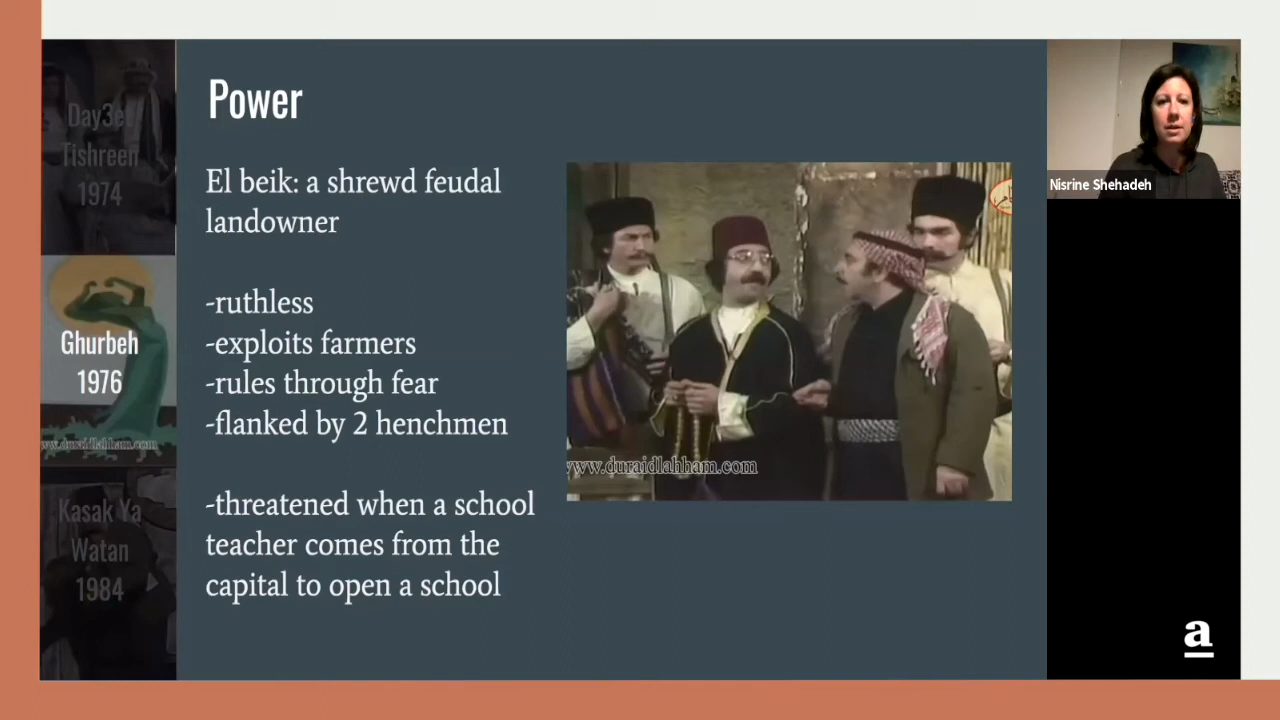 Power
El beik: a shrewd feudal
landowner
-ruthless
-exploits farmers
-rules through fear
-flanked by 2 henchmen
-threatened when a school
teacher comes from the
capital to open a school
Day3et
Tishreen
1974
Ghurbeh
1976
www.duraidlahham.com
Kasak Ya
Watan
1984
www.duraidlahham.com
Nisrine Shehadeh
a